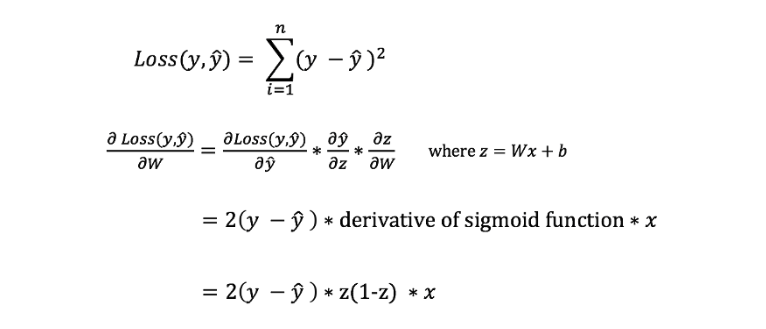 Loss(y,ŷ) = n ∑ i=1 (y − ŷ)²
∂ Loss(y,ŷ) / ∂W = ∂Loss(y,ŷ) / ∂ŷ * ∂ŷ / ∂z * ∂z / ∂W where z = Wx + b
= 2(y − ŷ) * derivative of sigmoid function * x
= 2(y − ŷ) * z(1-z) * x